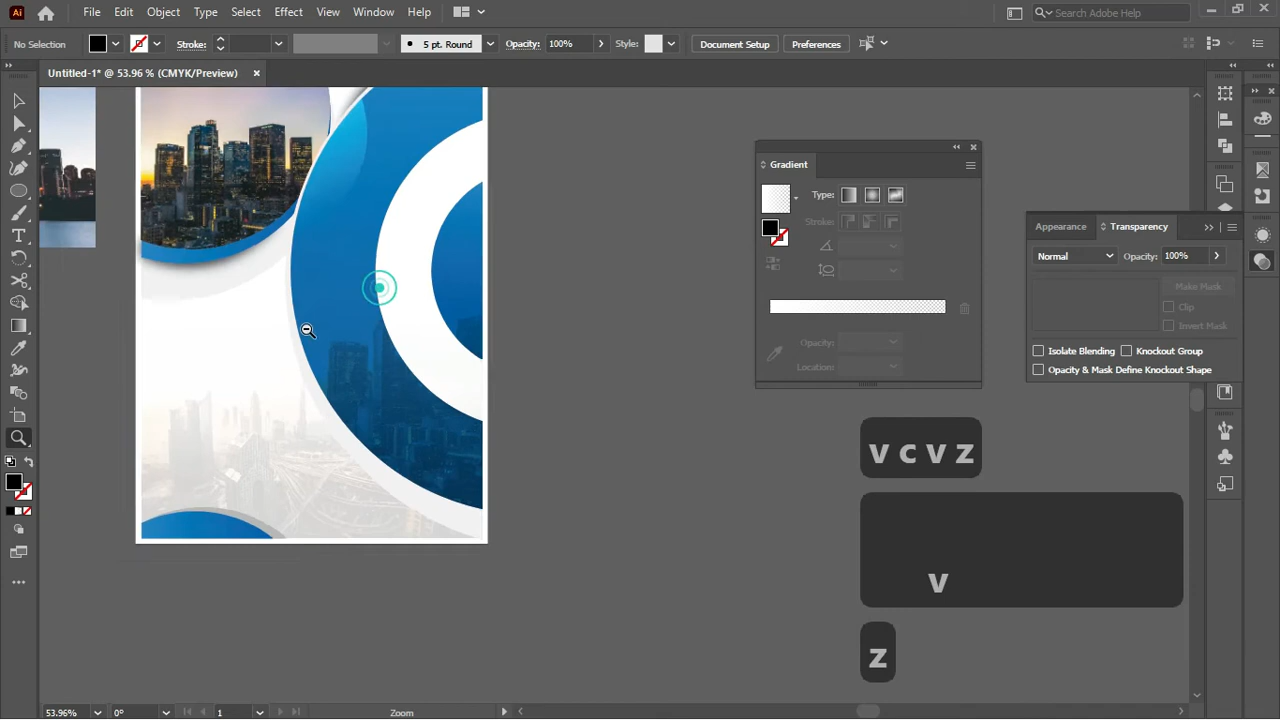 Ai
File Edit Object Type Select Effect View Window Help
Search Adobe Help
No Selection
Stroke:
5 pt. Round
Opacity: 100%
Style:
Document Setup
Preferences
Untitled-1* @ 53.96 % (CMYK/Preview)
Gradient
Type:
Stroke:
Opacity:
Location:
Appearance
Transparency
Normal
Opacity: 100%
Make Mask
Clip
Invert Mask
Isolate Blending
Knockout Group
Opacity & Mask Define Knockout Shape
v c v z
v
z
53.96%
0°
1
Zoom